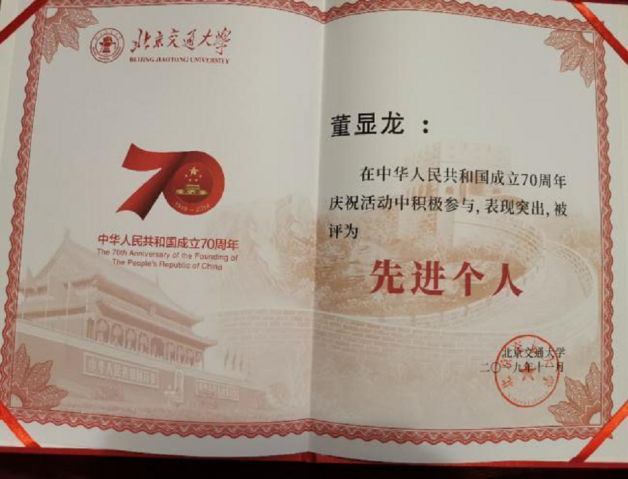 北京交通大学
BEIJING JIAOTONG UNIVERSITY
70
1949-2019
中华人民共和国成立70周年
The 70th Anniversary of the Founding of
The People's Republic of China
董显龙：
在中华人民共和国成立70周年
庆祝活动中积极参与,表现突出,被
评为
先进个人
北京交通大学
二〇一九年十一月